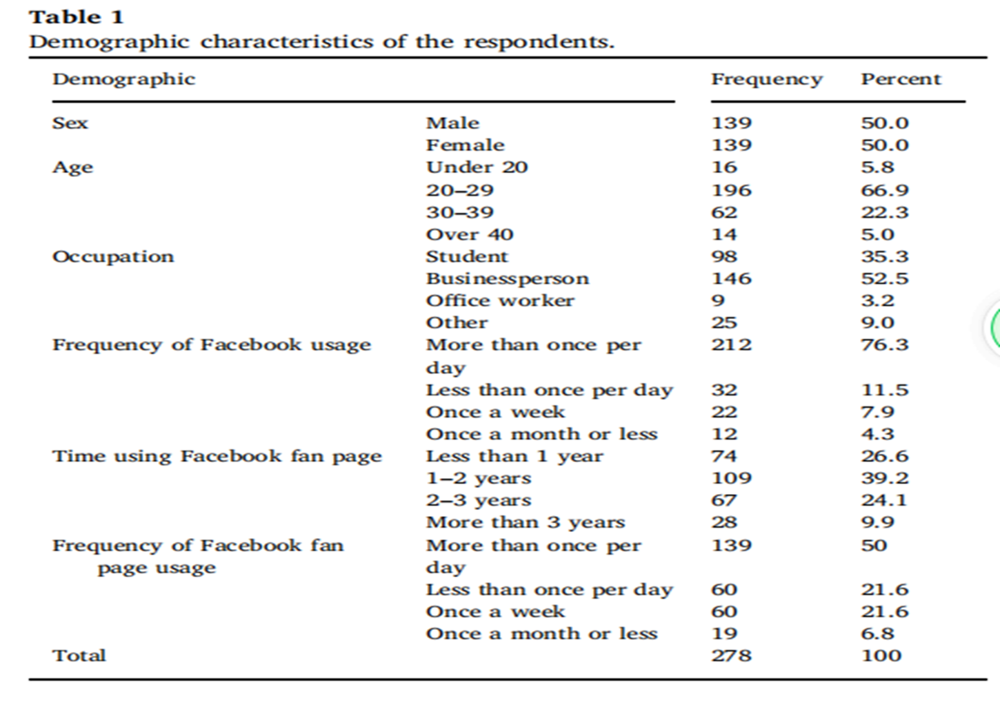 Table 1
Demographic characteristics of the respondents.
Demographic Frequency Percent
Sex Male 139 50.0
Female 139 50.0
Age Under 20 16 5.8
20–29 196 66.9
30–39 62 22.3
Over 40 14 5.0
Occupation Student 98 35.3
Businessperson 146 52.5
Office worker 9 3.2
Other 25 9.0
Frequency of Facebook usage More than once per 212 76.3
day
Less than once per day 32 11.5
Once a week 22 7.9
Once a month or less 12 4.3
Time using Facebook fan page Less than 1 year 74 26.6
1–2 years 109 39.2
2–3 years 67 24.1
More than 3 years 28 9.9
Frequency of Facebook fan More than once per 139 50
page usage day
Less than once per day 60 21.6
Once a week 60 21.6
Once a month or less 19 6.8
Total 278 100